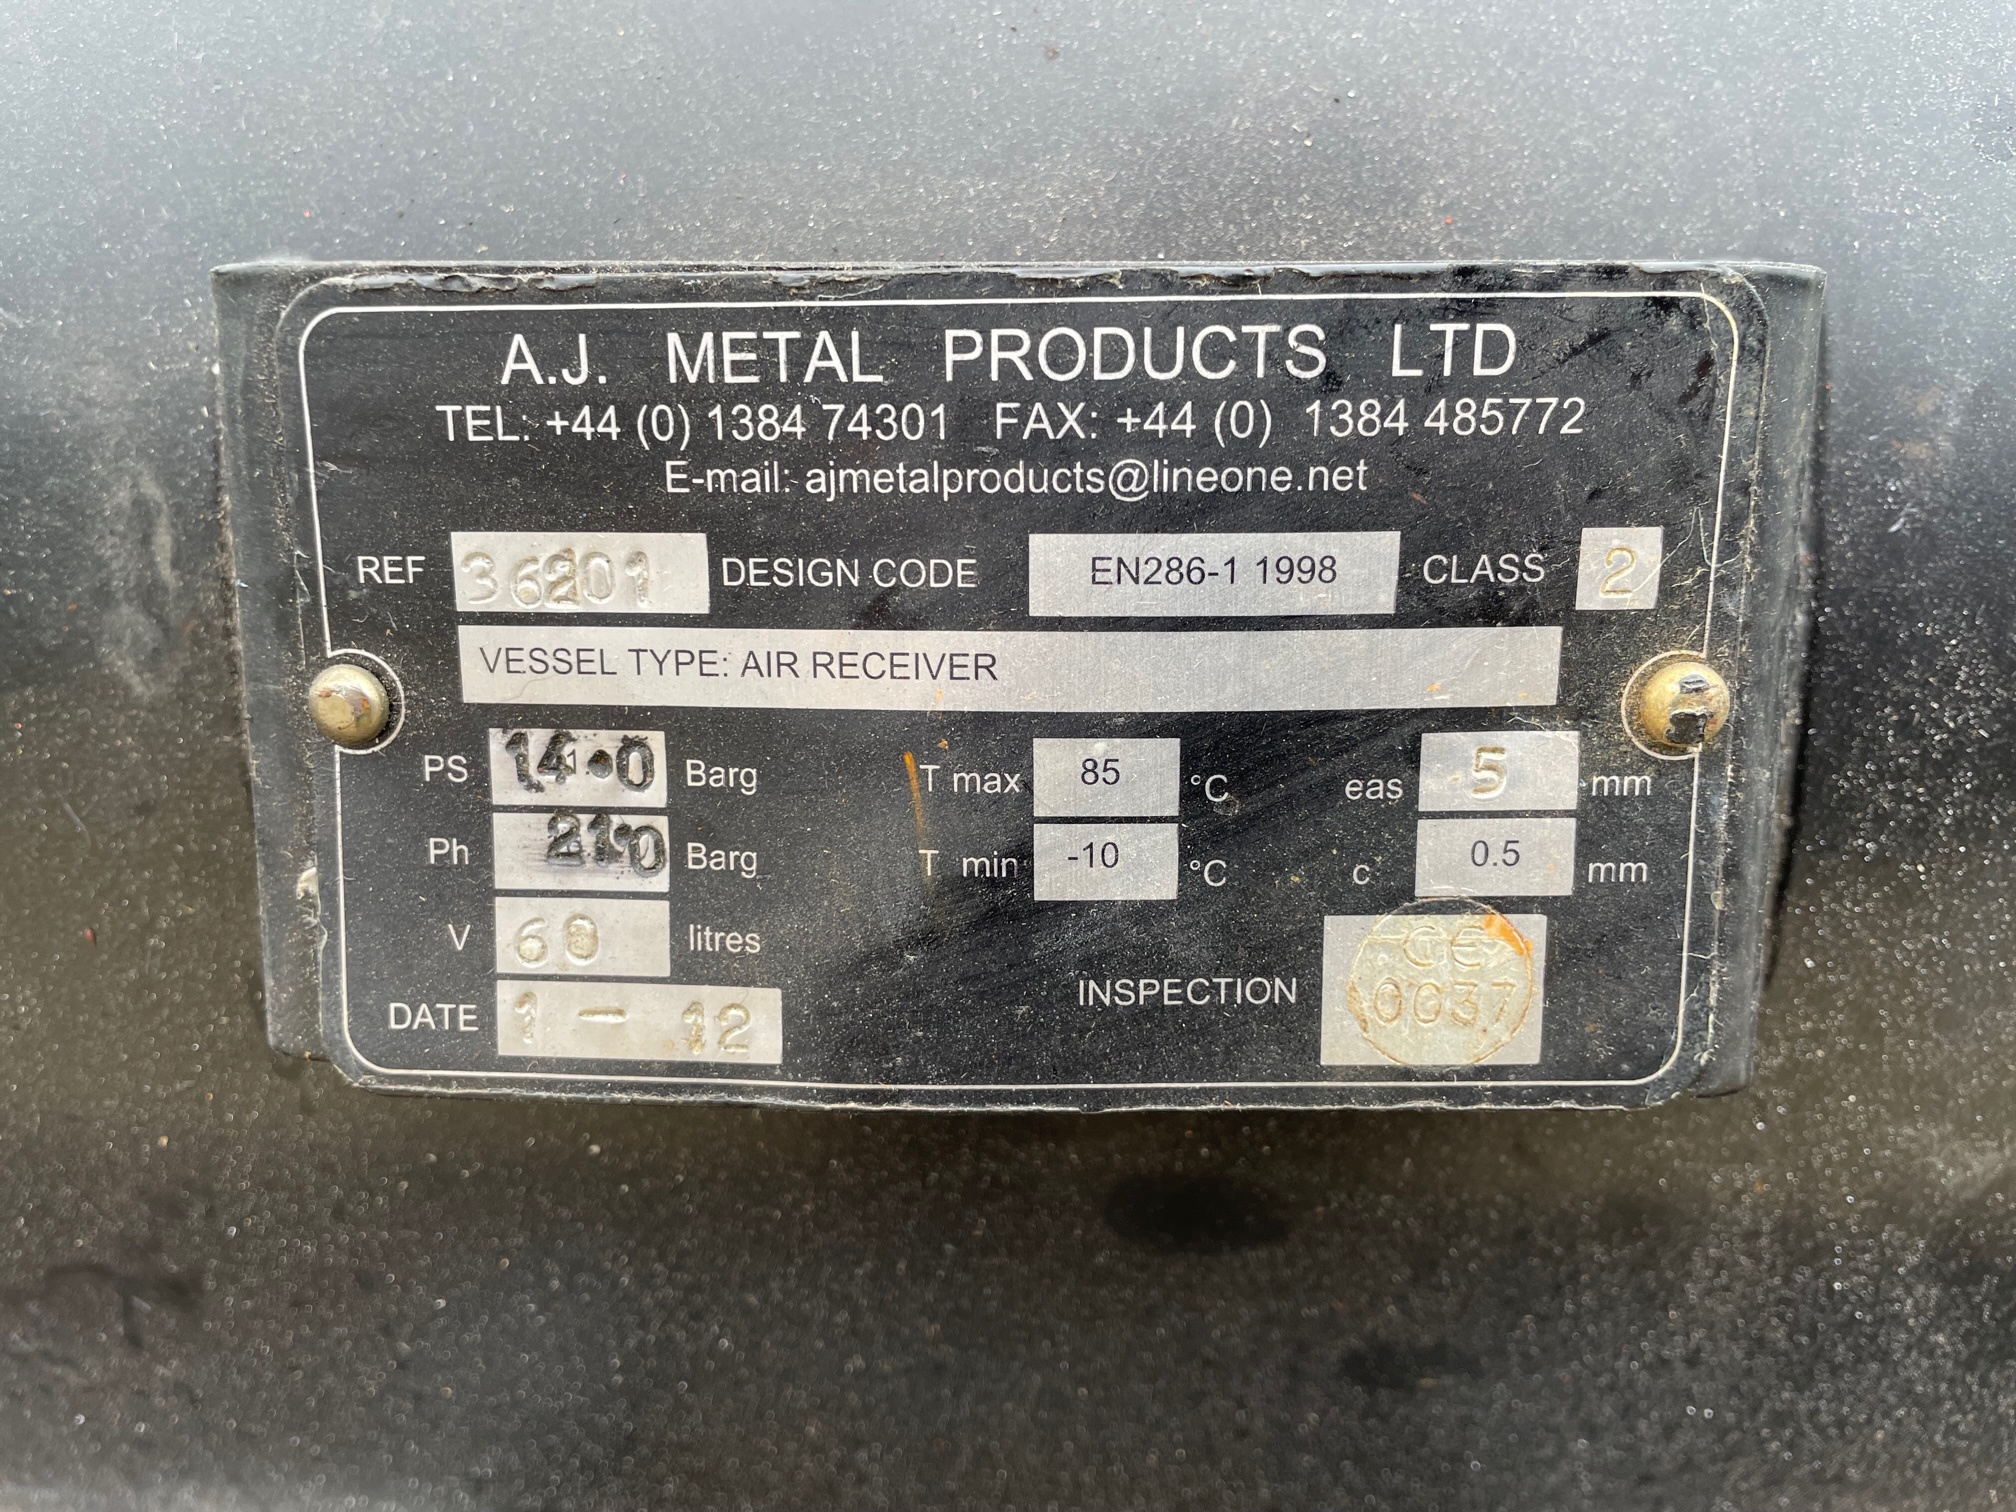 A.J. METAL PRODUCTS LTD
TEL: +44 (0) 1384 74301 FAX: +44 (0) 1384 485772
E-mail: ajmetalproducts@lineone.net
REF 36201 DESIGN CODE EN286-1 1998 CLASS 2
VESSEL TYPE: AIR RECEIVER
PS 14.0 Barg T max 85 °C eas 5 mm
Ph 21.0 Barg T min -10 °C c 0.5 mm
V 60 litres
DATE 1 - 12 INSPECTION CE
0037